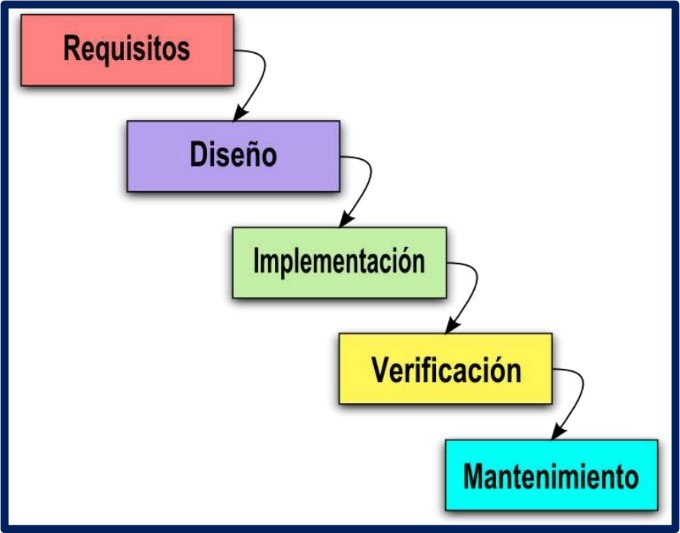 Requisitos
Diseño
Implementación
Verificación
Mantenimiento